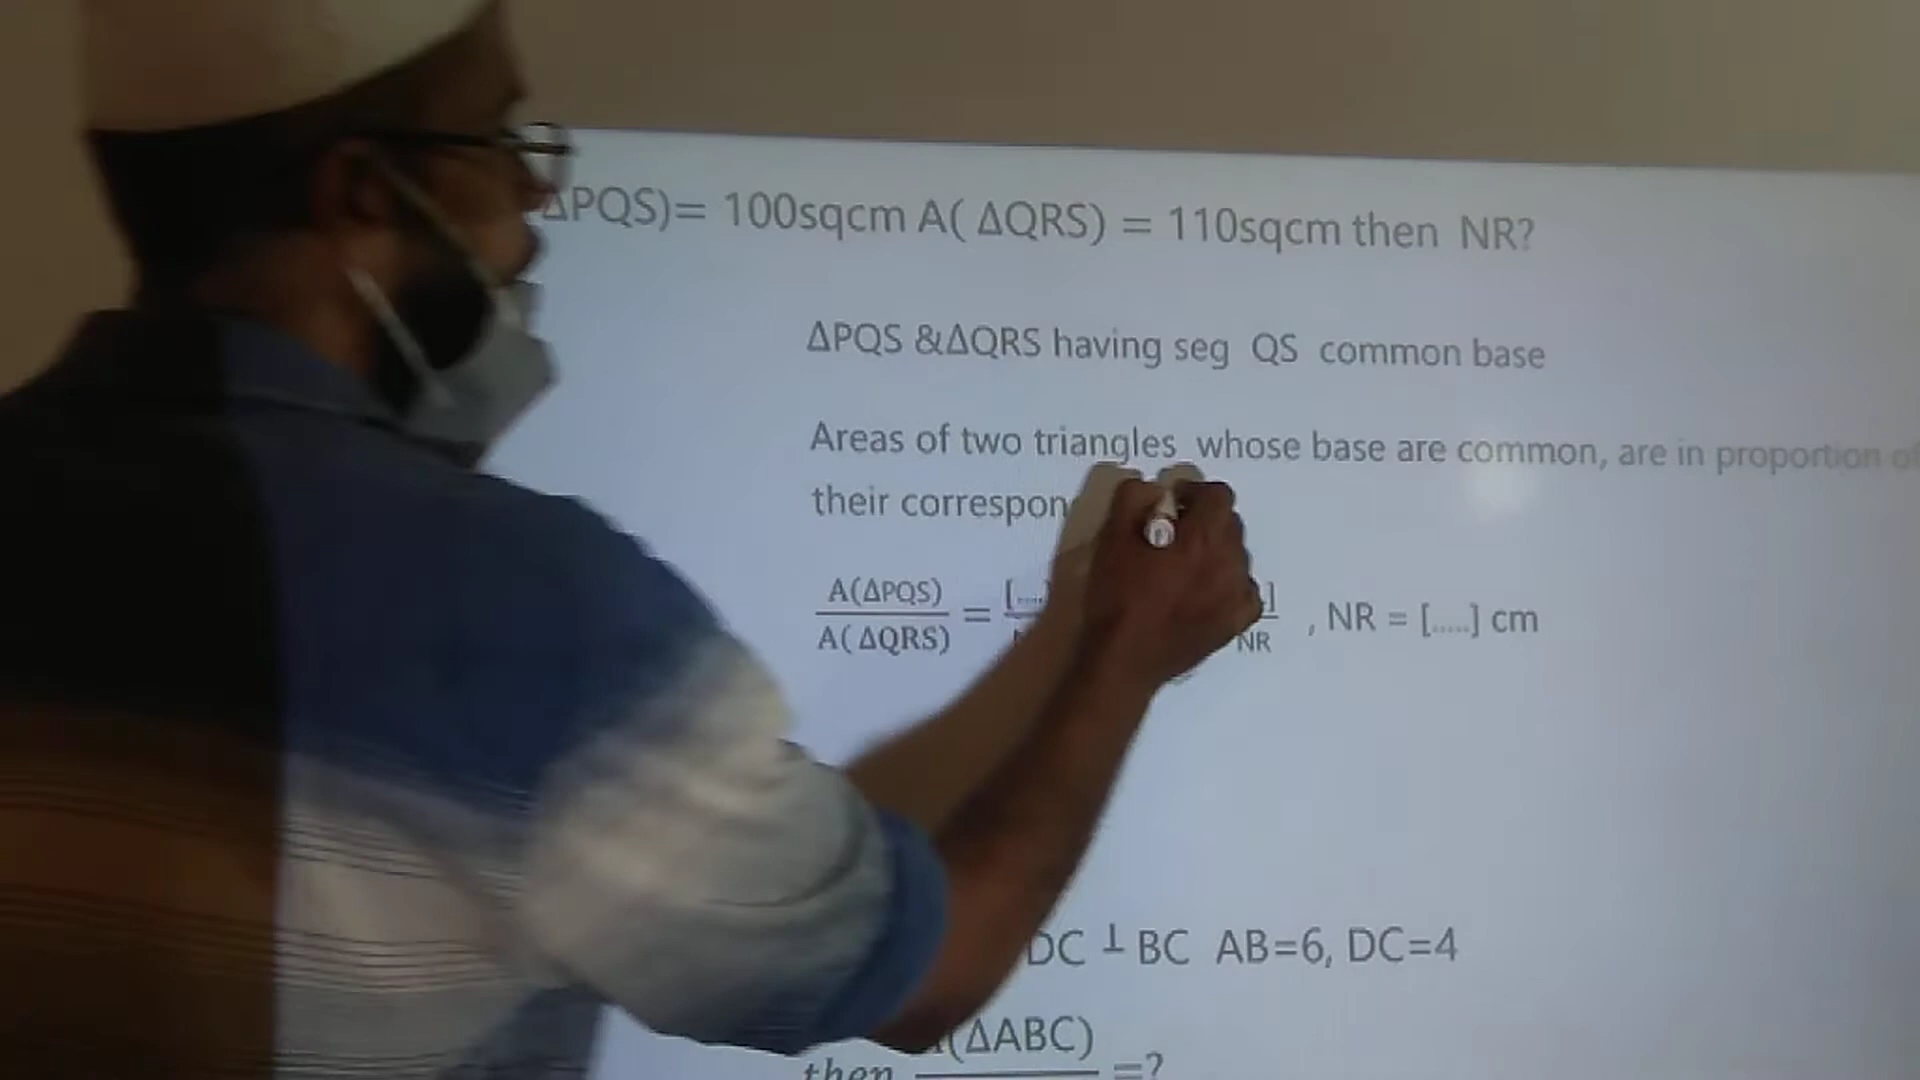 ΔPQS)= 100sqcm A( ΔQRS) = 110sqcm then NR?
ΔPQS &ΔQRS having seg QS common base
Areas of two triangles whose base are common, are in proportion of
their correspon
A(ΔPQS)
A( ΔQRS)
= [....
NR
, NR = [.....] cm
DC ⊥ BC AB=6, DC=4
then (ΔABC) =?